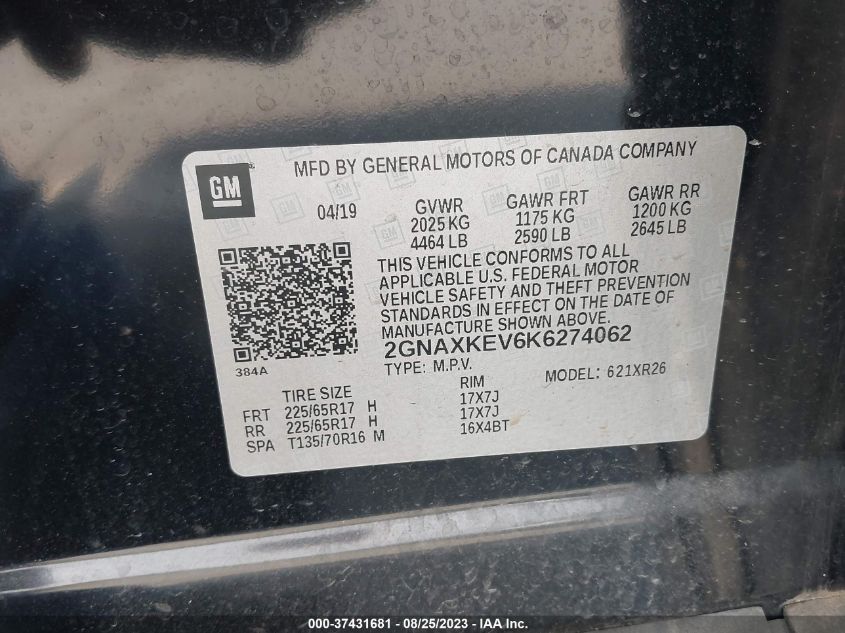 GM
MFD BY GENERAL MOTORS OF CANADA COMPANY
04/19
GVWR GAWR FRT GAWR RR
2025 KG 1175 KG 1200 KG
4464 LB 2590 LB 2645 LB
THIS VEHICLE CONFORMS TO ALL
APPLICABLE U.S. FEDERAL MOTOR
VEHICLE SAFETY AND THEFT PREVENTION
STANDARDS IN EFFECT ON THE DATE OF
MANUFACTURE SHOWN ABOVE.
2GNAXKEV6K6274062
384A
TYPE: M.P.V. MODEL: 621XR26
TIRE SIZE RIM
FRT 225/65R17 H 17X7J
RR 225/65R17 H 17X7J
SPA T135/70R16 M 16X4BT
000-37431681 - 08/25/2023 - © IAA, Inc.